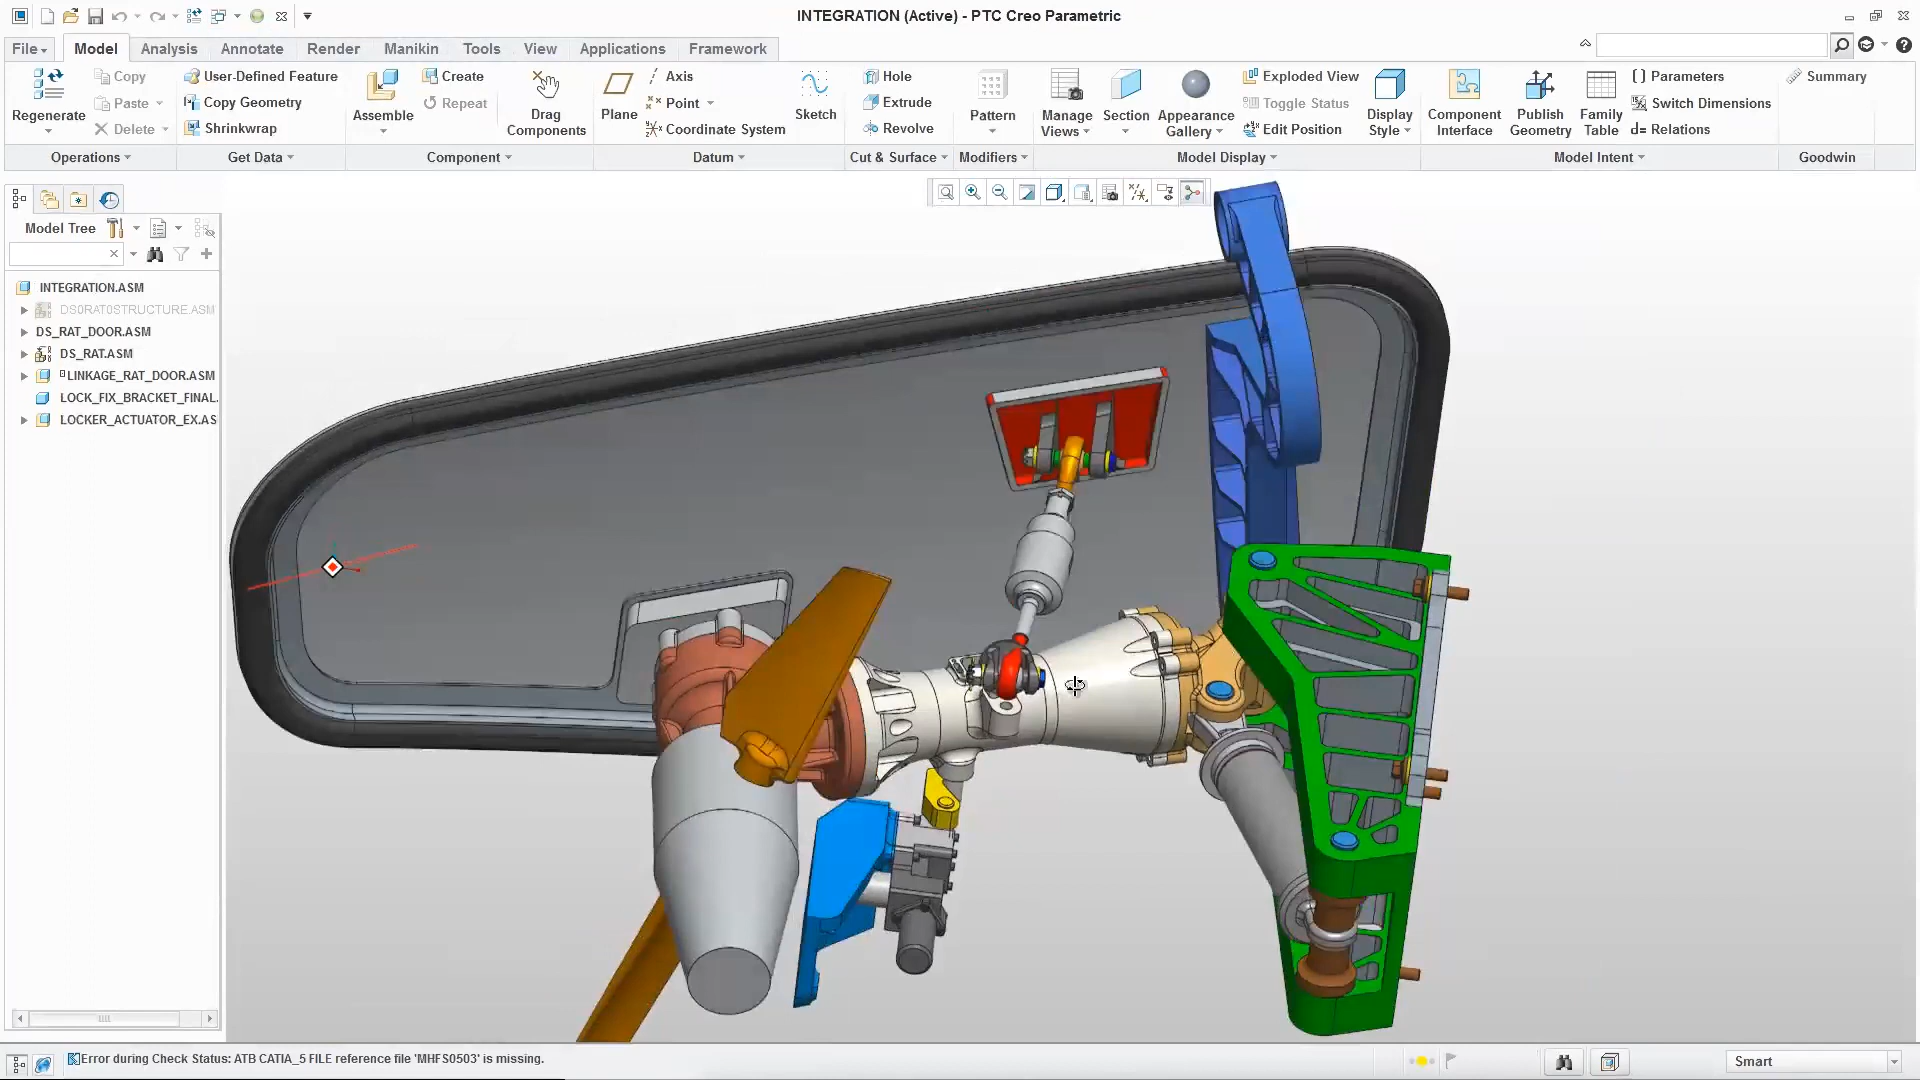 INTEGRATION (Active) - PTC Creo Parametric
File Model Analysis Annotate Render Manikin Tools View Applications Framework
Regenerate
Copy
Paste
Delete
User-Defined Feature
Copy Geometry
Shrinkwrap
Assemble
Create
Repeat
Drag
Components
Plane
Axis
Point
Coordinate System
Sketch
Hole
Extrude
Revolve
Pattern
Manage
Views
Section
Appearance
Gallery
Exploded View
Toggle Status
Edit Position
Display
Style
Component
Interface
Publish
Geometry
Family
Table
Parameters
Switch Dimensions
d= Relations
Summary
Operations Get Data Component Datum Cut & Surface Modifiers Model Display Model Intent Goodwin
Model Tree
INTEGRATION.ASM
DS0RAT0STRUCTURE.ASM
DS_RAT_DOOR.ASM
DS_RAT.ASM
LINKAGE_RAT_DOOR.ASM
LOCK_FIX_BRACKET_FINAL.
LOCKER_ACTUATOR_EX.AS
Error during Check Status: ATB CATIA_5 FILE reference file 'MHFS0503' is missing.
Smart